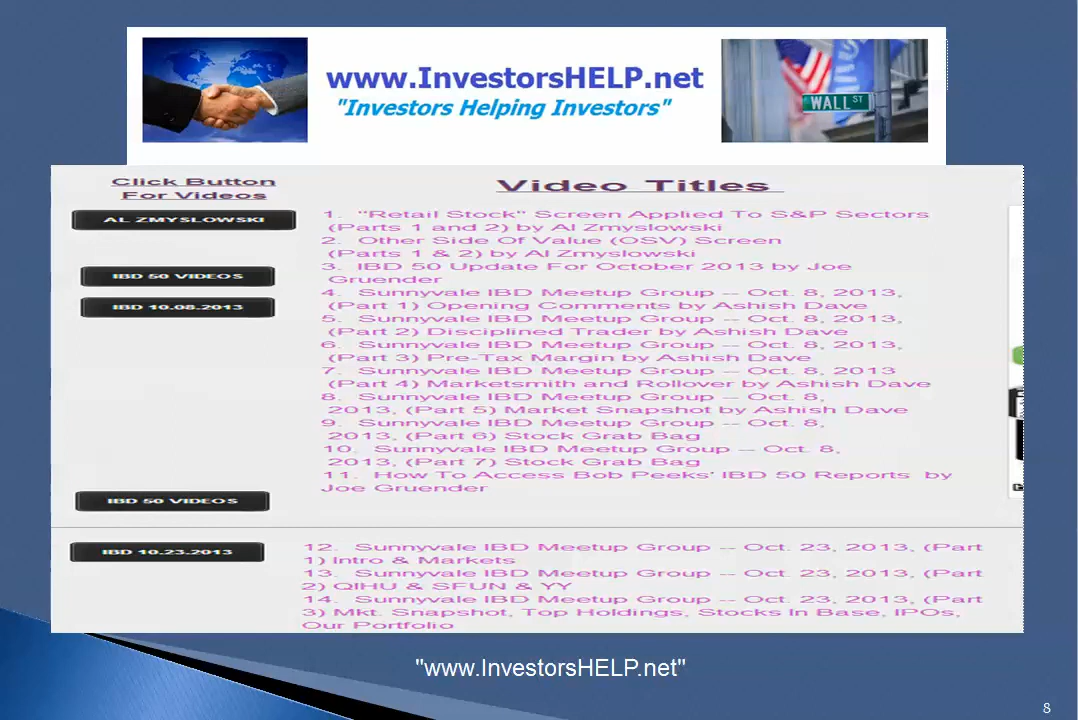 www.InvestorsHELP.net
"Investors Helping Investors"
WALL ST
Click Button
For Videos
Video Titles
AL ZMYSLOWSKI
1. "Retail Stock" Screen Applied To S&P Sectors
(Parts 1 and 2) by Al Zmyslowski
2. Other Side Of Value (OSV) Screen
(Parts 1 & 2) by Al Zmyslowski
IBD 50 VIDEOS
3. IBD 50 Update For October 2013 by Joe
Gruender
IBD 10.08.2013
4. Sunnyvale IBD Meetup Group -- Oct. 8, 2013,
(Part 1) Opening Comments by Ashish Dave
5. Sunnyvale IBD Meetup Group -- Oct. 8, 2013,
(Part 2) Disciplined Trader by Ashish Dave
6. Sunnyvale IBD Meetup Group -- Oct. 8, 2013,
(Part 3) Pre-Tax Margin by Ashish Dave
7. Sunnyvale IBD Meetup Group -- Oct. 8, 2013
(Part 4) Marketsmith and Rollover by Ashish Dave
8. Sunnyvale IBD Meetup Group -- Oct. 8,
2013, (Part 5) Market Snapshot by Ashish Dave
9. Sunnyvale IBD Meetup Group -- Oct. 8,
2013, (Part 6) Stock Grab Bag
10. Sunnyvale IBD Meetup Group -- Oct. 8,
2013, (Part 7) Stock Grab Bag
11. How To Access Bob Peeks' IBD 50 Reports by
Joe Gruender
IBD 50 VIDEOS
IBD 10.23.2013
12. Sunnyvale IBD Meetup Group -- Oct. 23, 2013, (Part
1) Intro & Markets
13. Sunnyvale IBD Meetup Group -- Oct. 23, 2013, (Part
2) QIHU & SFUN & YY
14. Sunnyvale IBD Meetup Group -- Oct. 23, 2013, (Part
3) Mkt. Snapshot, Top Holdings, Stocks In Base, IPOs,
Our Portfolio
"www.InvestorsHELP.net"
8